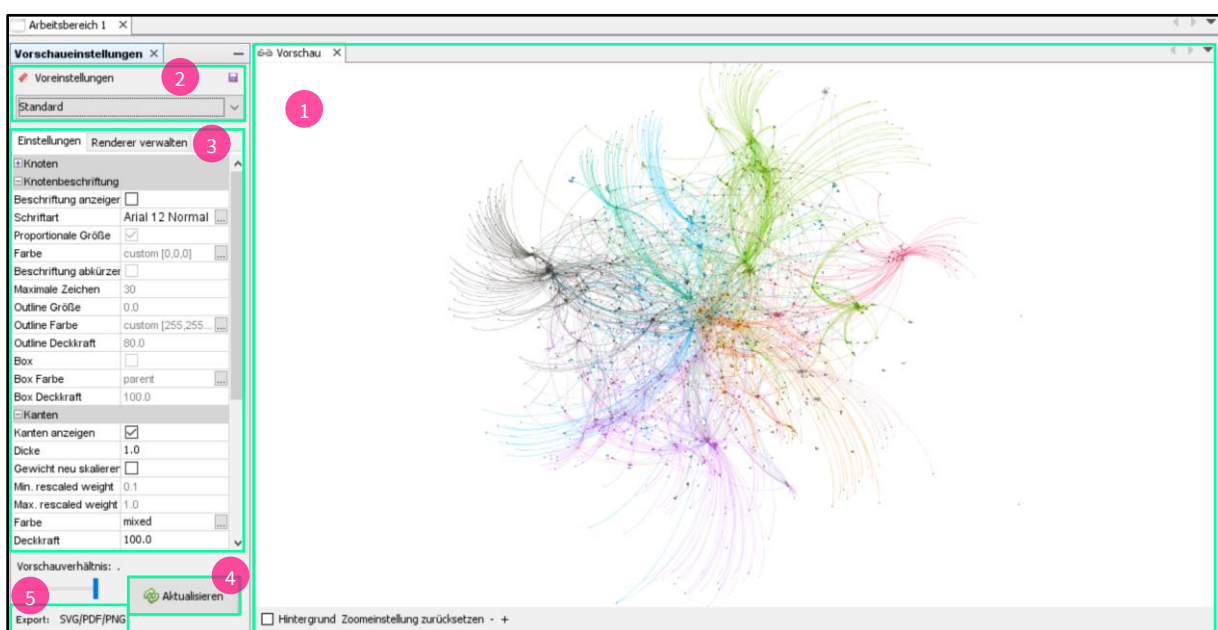 Arbeitsbereich 1 X
Vorschaueinstellungen X
Voreinstellungen
2
Standard
Einstellungen Renderer verwalten
3
Knoten
Knotenbeschriftung
Beschriftung anzeiger
Schriftart Arial 12 Normal ...
Proportionale Größe
Farbe custom [0,0,0] ...
Beschriftung abkürzer
Maximale Zeichen 30
Outline Größe 0.0
Outline Farbe custom [255,255... ...
Outline Deckkraft 80.0
Box
Box Farbe parent ...
Box Deckkraft 100.0
Kanten
Kanten anzeigen
Dicke 1.0
Gewicht neu skalierer
Min. rescaled weight 0.1
Max. rescaled weight 1.0
Farbe mixed ...
Deckkraft 100.0
Vorschauverhältnis: .
4
Aktualisieren
5
Export: SVG/PDF/PNG
Vorschau X
1
Hintergrund Zoomeinstellung zurücksetzen - +